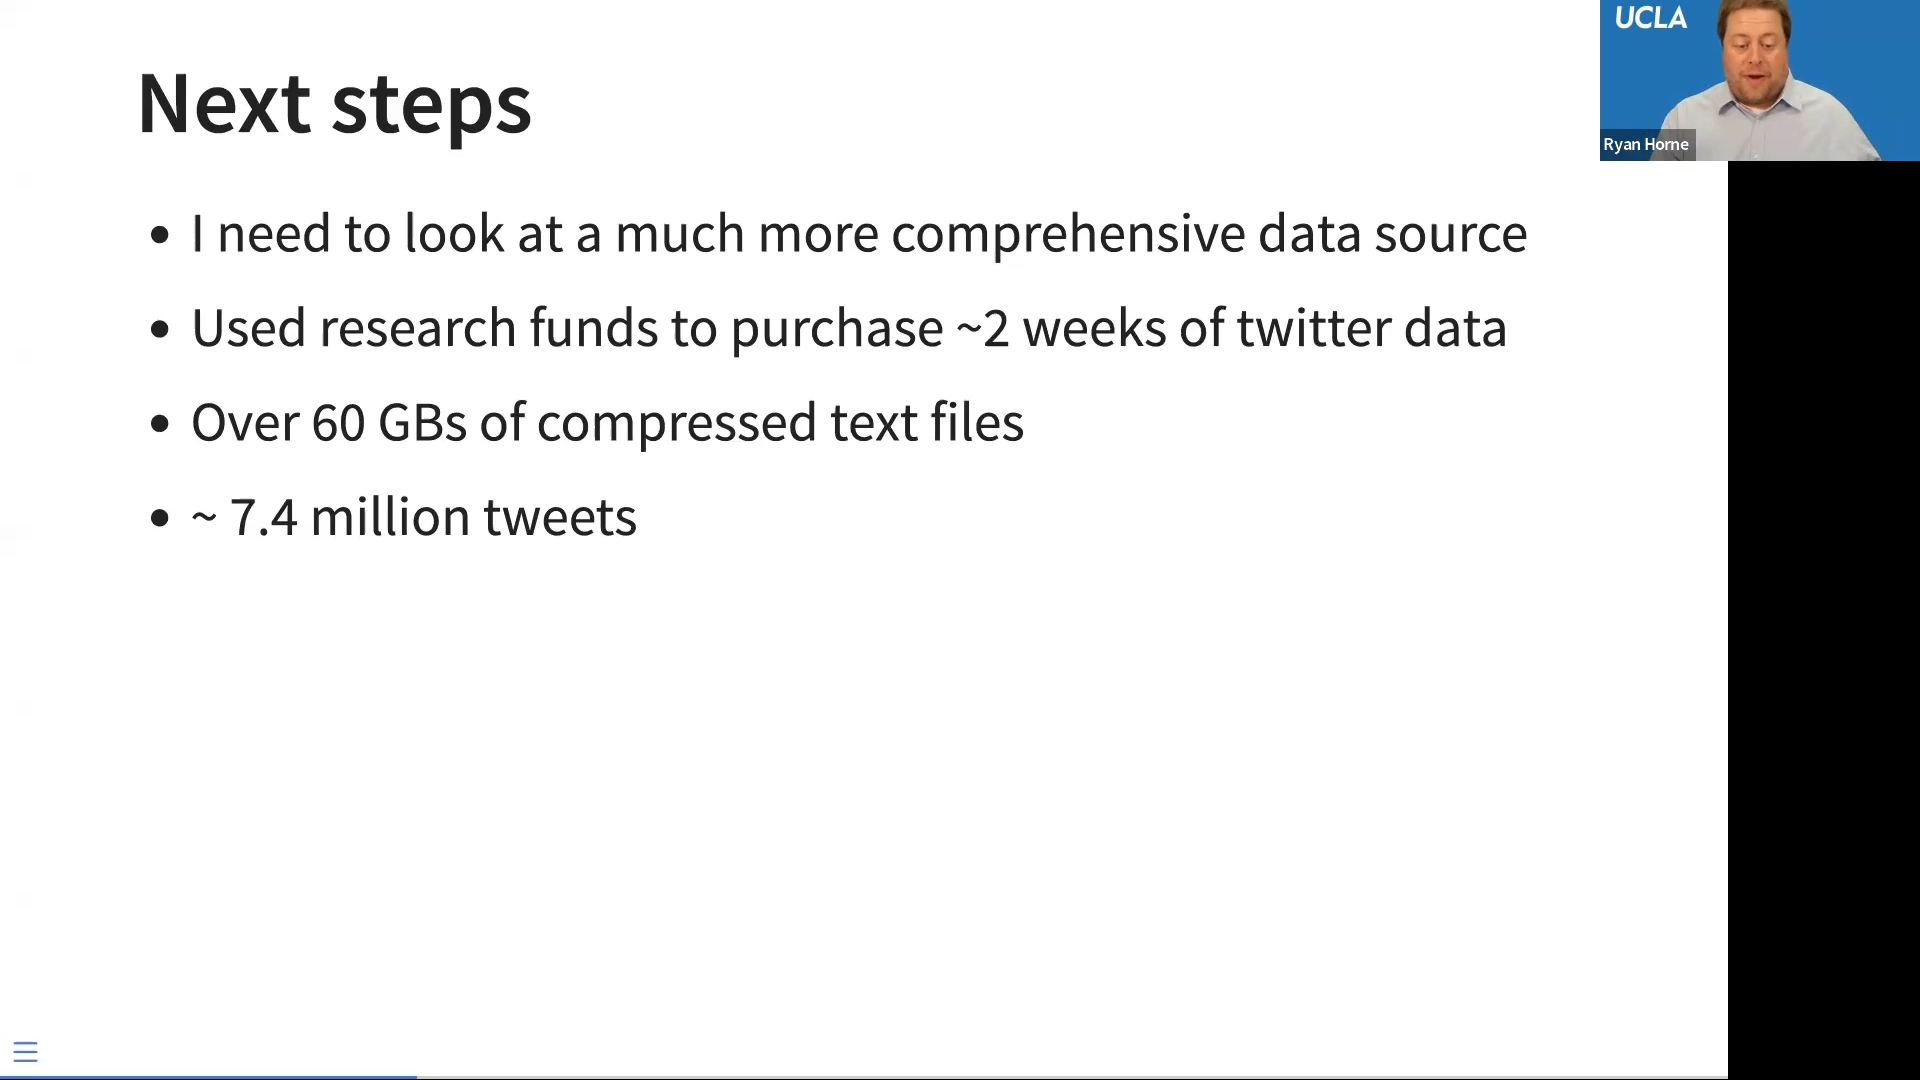 UCLA
Ryan Horne
Next steps
• I need to look at a much more comprehensive data source
• Used research funds to purchase ~2 weeks of twitter data
• Over 60 GBs of compressed text files
• ~ 7.4 million tweets